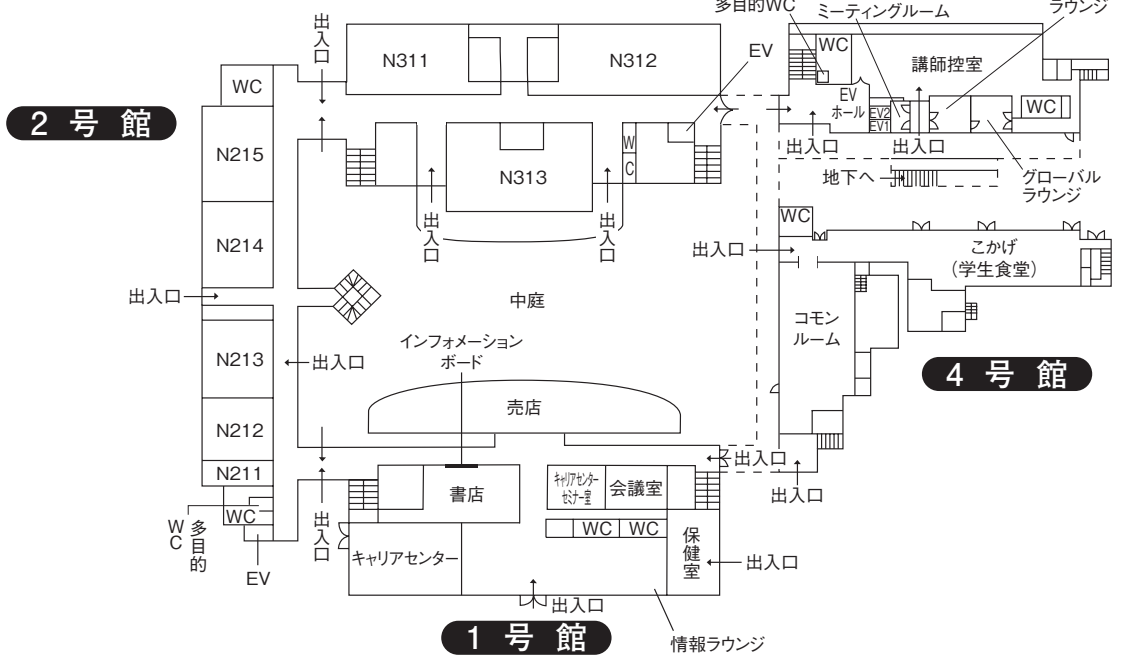 多目的WC
ミーティングルーム
ラウンジ
出入口
N311
N312
EV
WC
講師控室
WC
EV
ホール
EV2
EV1
WC
2号館
N215
W
C
N313
出入口
出入口
地下へ
グローバル
ラウンジ
N214
出入口
出入口
WC
出入口
こかげ
(学生食堂)
出入口
中庭
コモン
ルーム
インフォメーション
ボード
N213
出入口
4号館
売店
N212
N211
出入口
書店
キャリアセンター
セミナー室
会議室
出入口
WC
多目的
WC
出入口
WC
WC
保健室
キャリアセンター
出入口
EV
出入口
1号館
情報ラウンジ